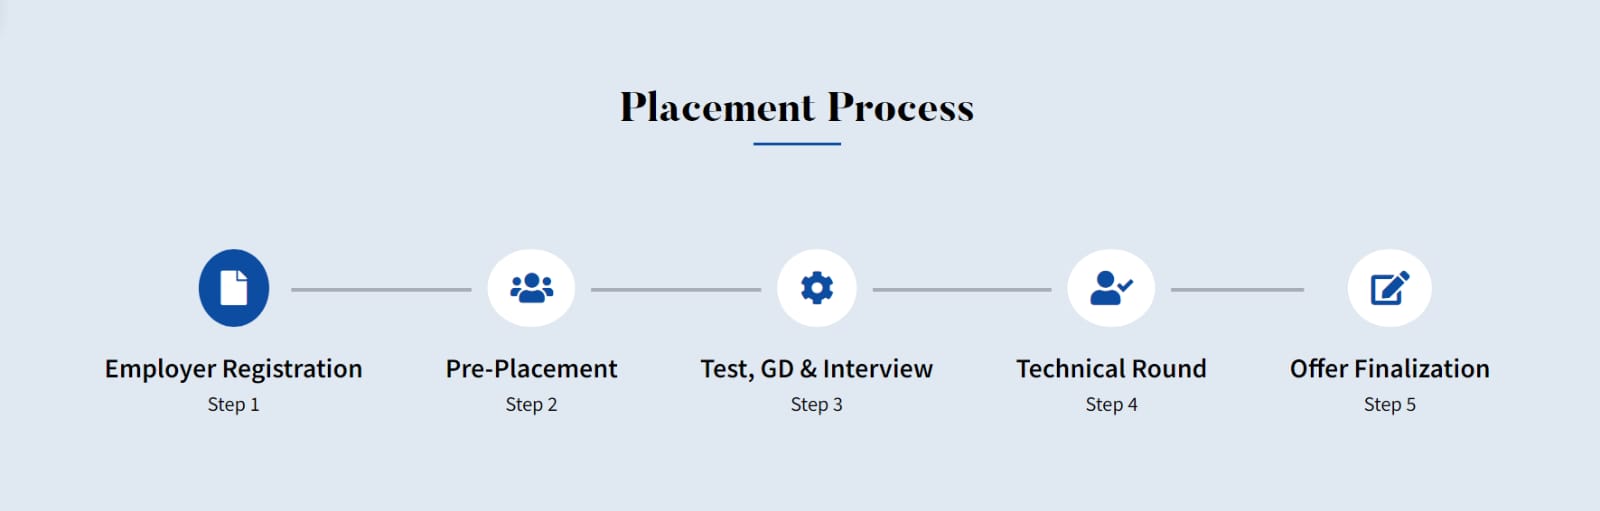 Placement Process
Employer Registration
Step 1
Pre-Placement
Step 2
Test, GD & Interview
Step 3
Technical Round
Step 4
Offer Finalization
Step 5